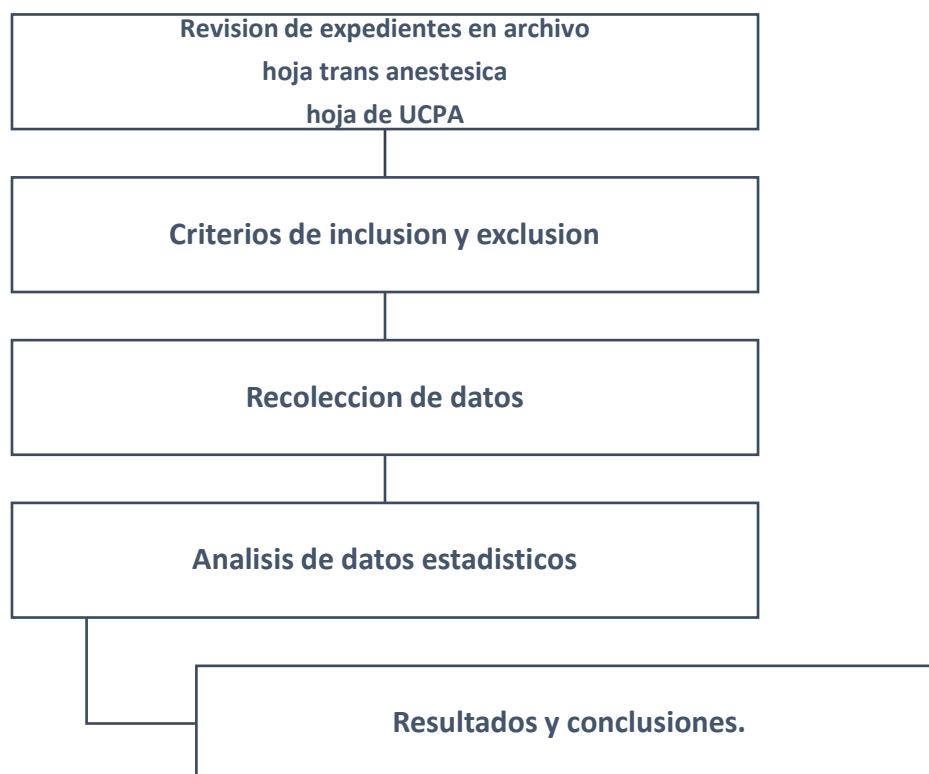 Revision de expedientes en archivo
hoja trans anestesica
hoja de UCPA
Criterios de inclusion y exclusion
Recoleccion de datos
Analisis de datos estadisticos
Resultados y conclusiones.